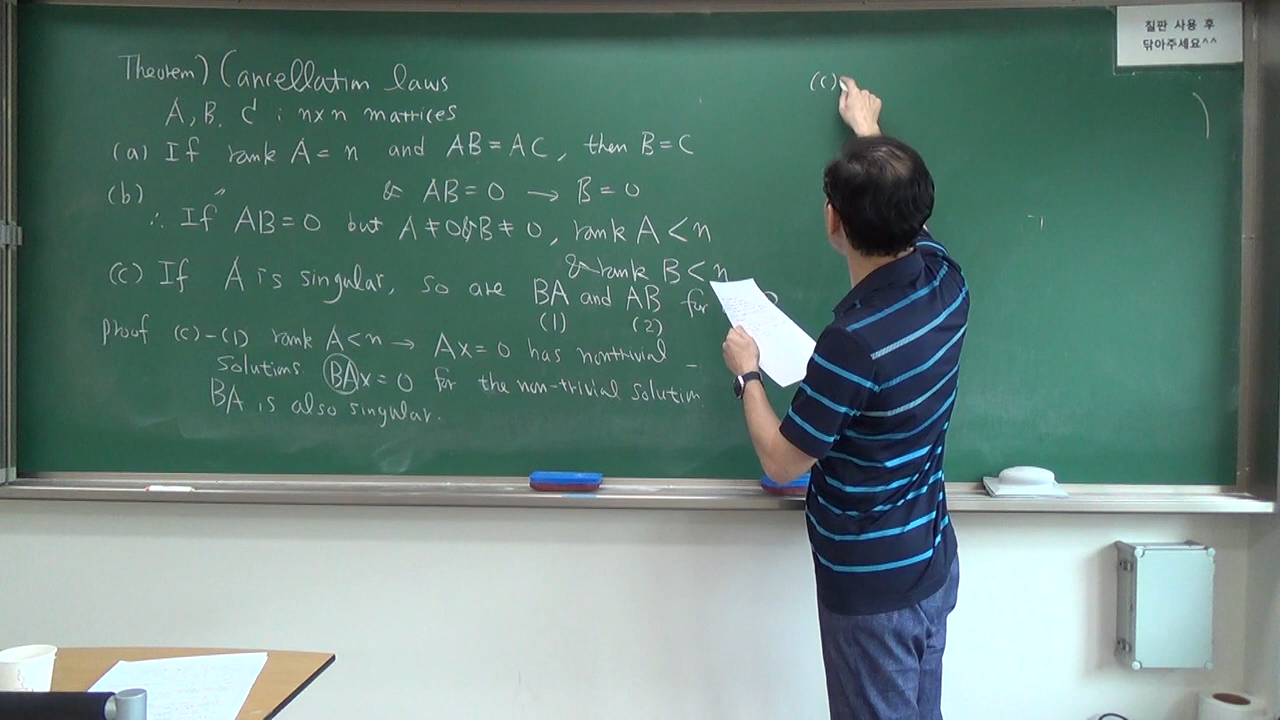 Theorem) Cancellation laws
A, B, C : n×n matrices
(a) If rank A = n and AB = AC, then B = C
(b) 〃 & AB = 0 → B = 0
∴ If AB = 0 but A ≠ 0 & B ≠ 0, rank A < n
& rank B < n
(c) If A is singular, so are BA and AB for
(1) (2)
proof (c)-(1) rank A < n → Ax = 0 has nontrivial -
solutions BAx = 0 for the non-trivial solution
BA is also singular.
(c)
질판 사용 후
닦아주세요^^